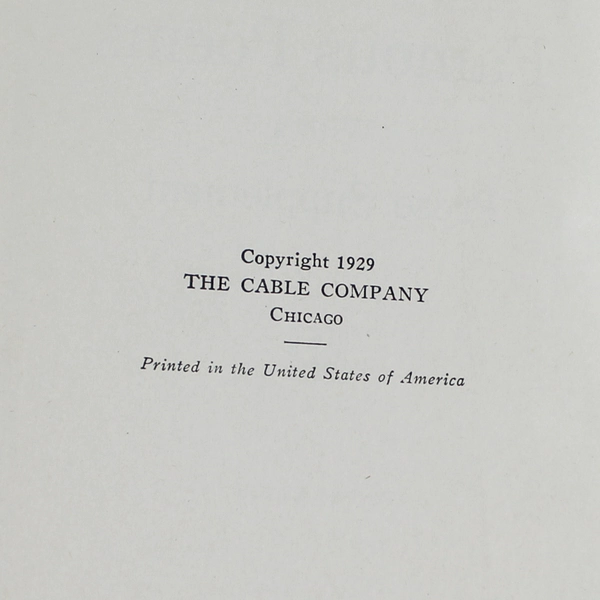 Copyright 1929
THE CABLE COMPANY
CHICAGO
Printed in the United States of America